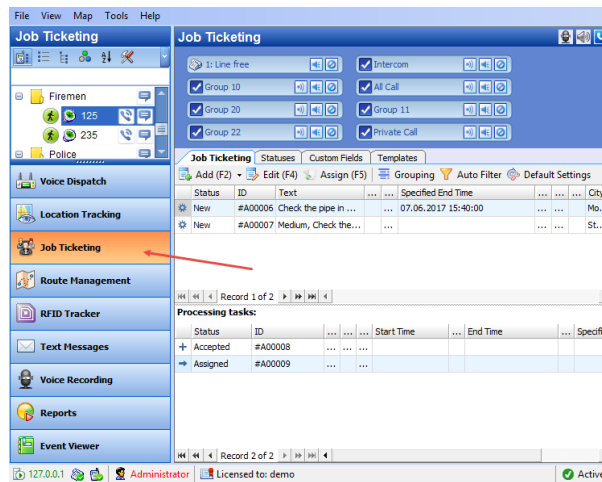 File View Map Tools Help
Job Ticketing
Firemen
125
235
Police
Voice Dispatch
Location Tracking
Job Ticketing
Route Management
RFID Tracker
Text Messages
Voice Recording
Reports
Event Viewer
Job Ticketing
1: Line free
Intercom
Group 10
All Call
Group 20
Group 11
Group 22
Private Call
Job Ticketing Statuses Custom Fields Templates
Add (F2) Edit (F4) Assign (F5) Grouping Auto Filter Default Settings
Status ID Text ... ... Specified End Time ... ... City
New #A00006 Check the pipe in ... ... 07.06.2017 15:40:00 ... ... Mo...
New #A00007 Medium, Check the... ... ... ... St...
Record 1 of 2
Processing tasks:
Status ID ... ... ... Start Time ... End Time ... Specifi
Accepted #A00008 ... ... ...
Assigned #A00009 ... ...
Record 2 of 2
127.0.0.1 Administrator Licensed to: demo Active